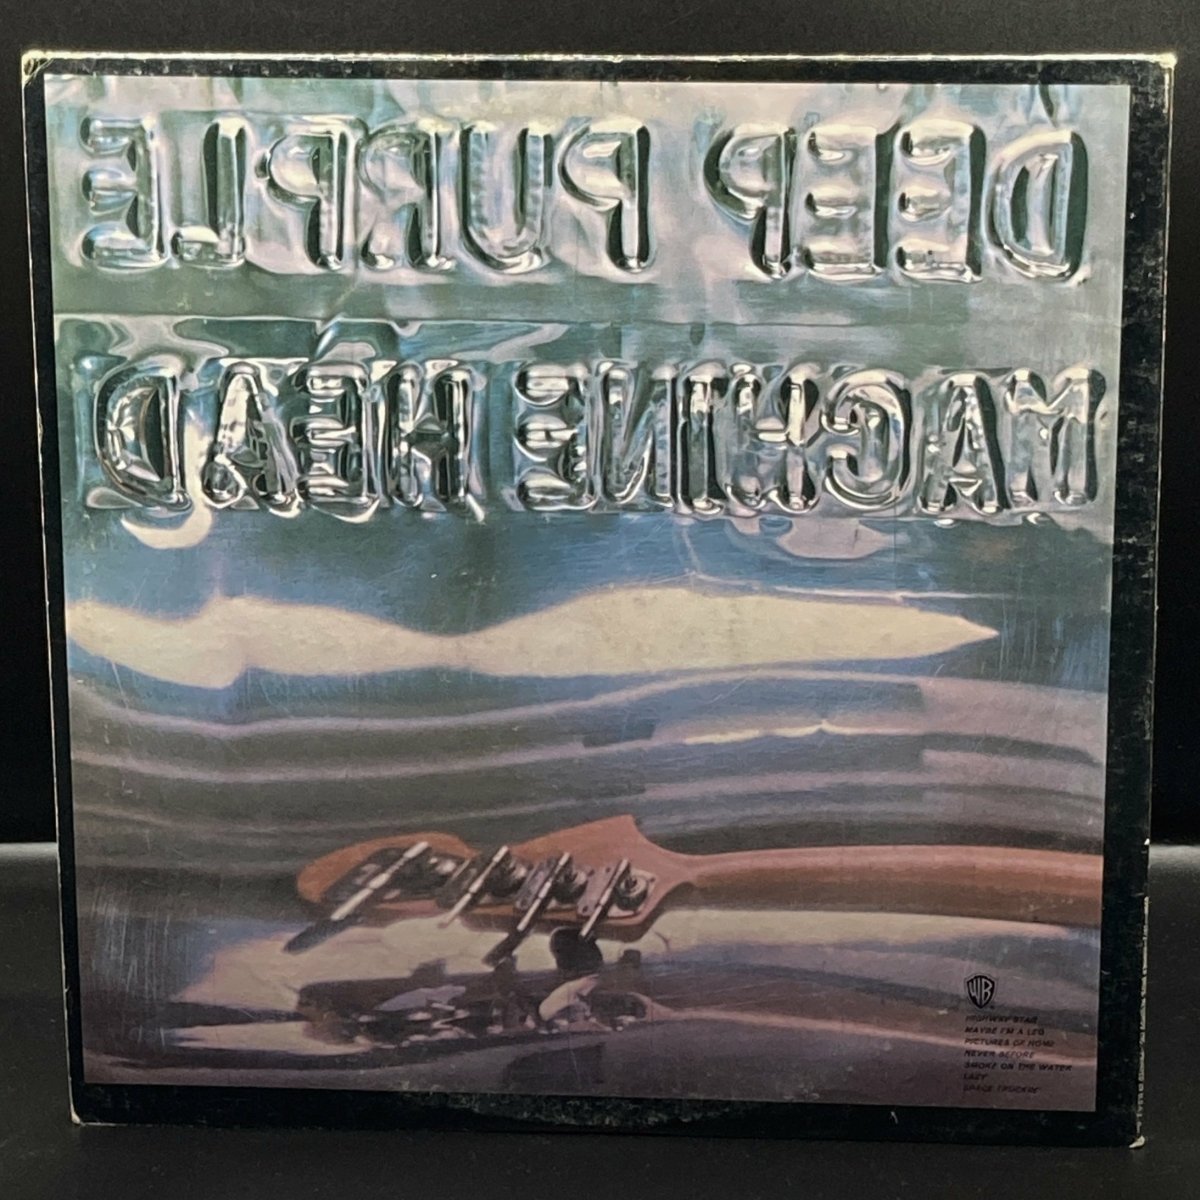 DEEP PURPLE
MACHINE HEAD
WB
HIGHWAY STAR
MAYBE I'M A LEO
PICTURES OF HOME
NEVER BEFORE
SMOKE ON THE WATER
LAZY
SPACE TRUCKIN'